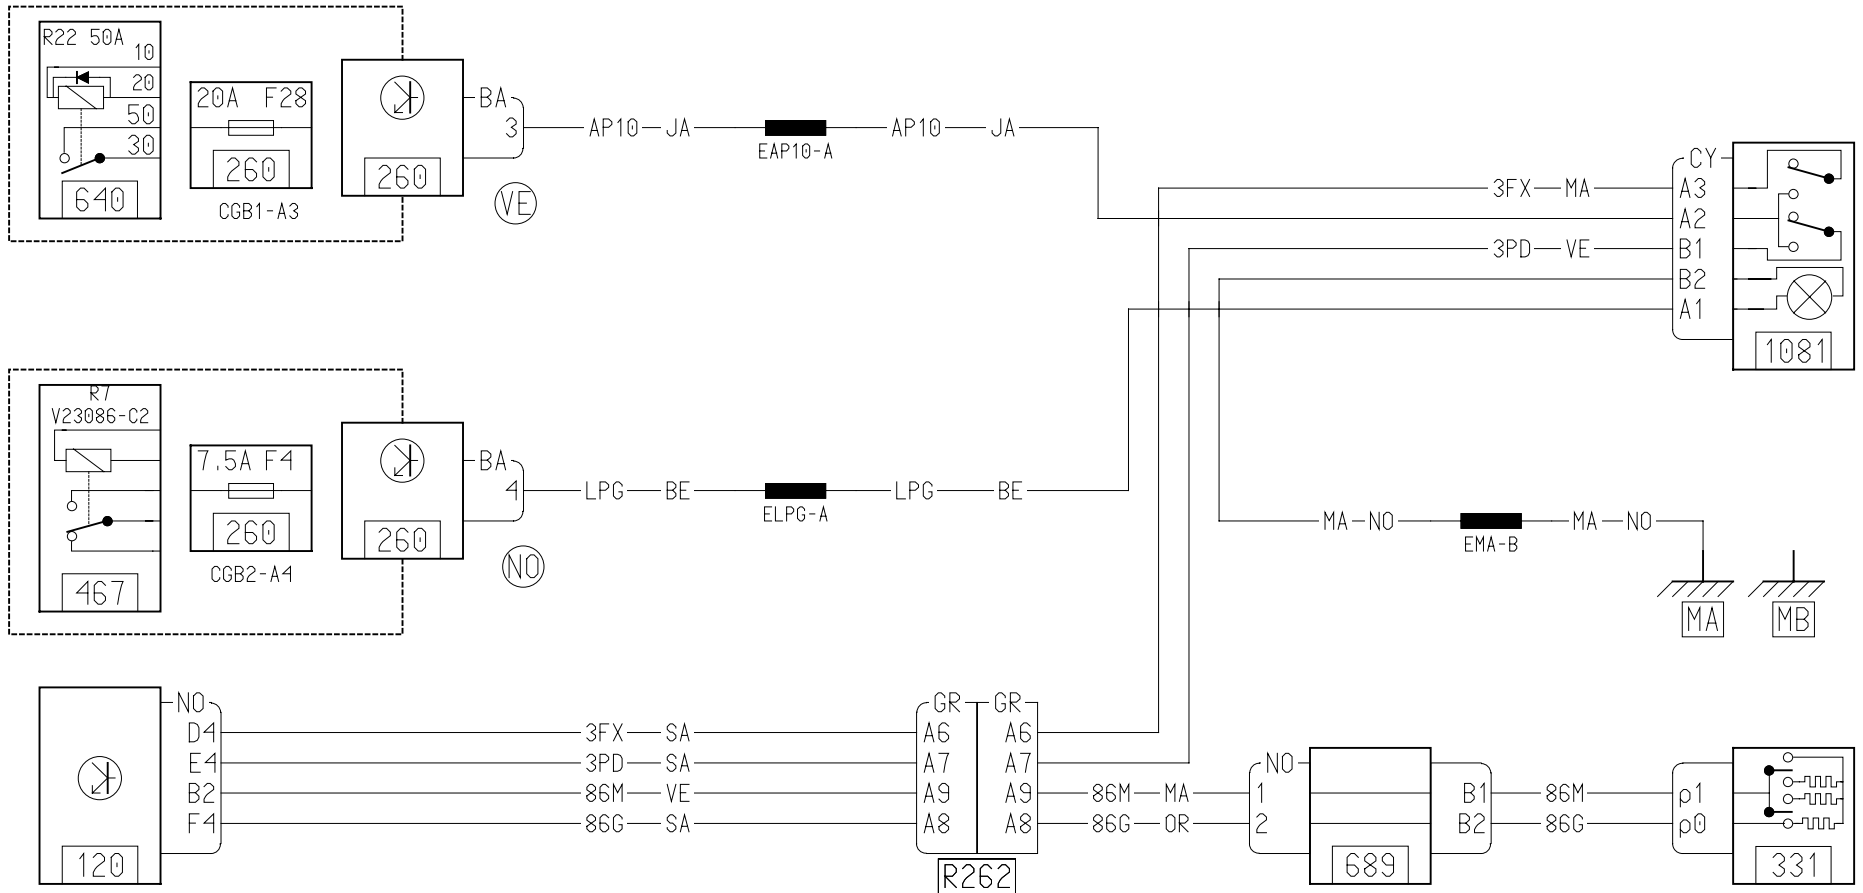 R22 50A
10
20
50
30
640
20A F28
260
CGB1-A3
260
BA
3
VE
AP10 JA
EAP10-A
AP10 JA
3FX MA
3PD VE
CY
A3
A2
B1
B2
A1
1081
R7
V23086-C2
467
7.5A F4
260
CGB2-A4
260
BA
4
NO
LPG BE
ELPG-A
LPG BE
MA NO
EMA-B
MA NO
MA
MB
120
NO
D4
E4
B2
F4
3FX SA
3PD SA
86M VE
86G SA
GR
A6
A7
A9
A8
GR
A6
A7
A9
A8
R262
86M MA
86G OR
NO
1
2
689
B1
B2
86M
86G
p1
p0
331